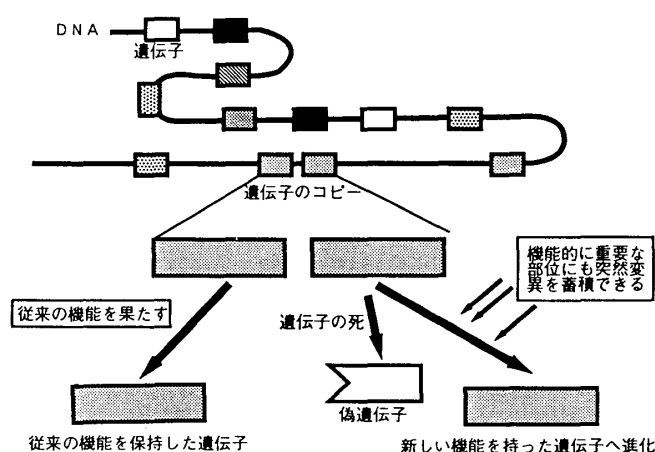 DNA
遺伝子
遺伝子のコピー
機能的に重要な
部位にも突然変
異を蓄積できる
従来の機能を果たす
遺伝子の死
偽遺伝子
従来の機能を保持した遺伝子
新しい機能を持った遺伝子へ進化